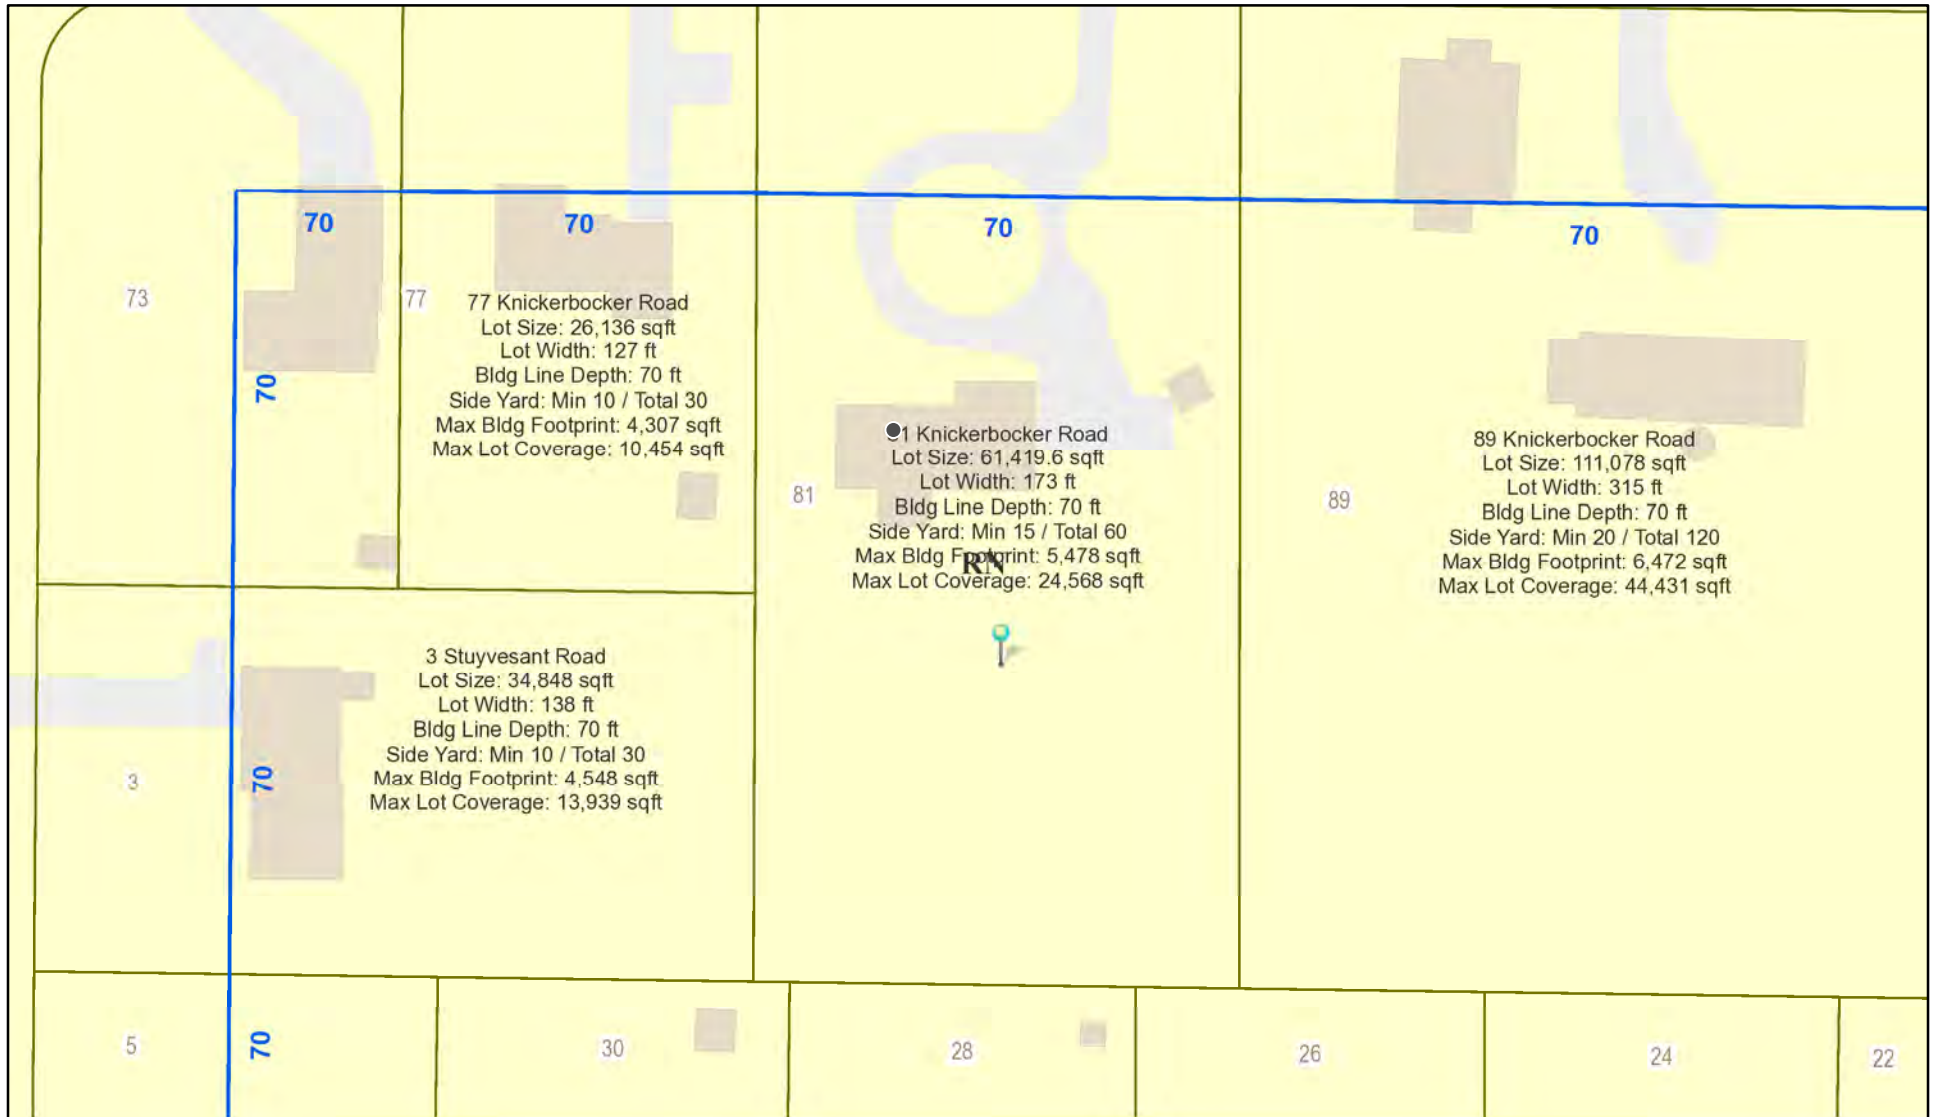 70
70
70
70
73
77
77 Knickerbocker Road
Lot Size: 26,136 sqft
Lot Width: 127 ft
Bldg Line Depth: 70 ft
Side Yard: Min 10 / Total 30
Max Bldg Footprint: 4,307 sqft
Max Lot Coverage: 10,454 sqft
70
81
1 Knickerbocker Road
Lot Size: 61,419.6 sqft
Lot Width: 173 ft
Bldg Line Depth: 70 ft
Side Yard: Min 15 / Total 60
Max Bldg Footprint: 5,478 sqft
RN
Max Lot Coverage: 24,568 sqft
89
89 Knickerbocker Road
Lot Size: 111,078 sqft
Lot Width: 315 ft
Bldg Line Depth: 70 ft
Side Yard: Min 20 / Total 120
Max Bldg Footprint: 6,472 sqft
Max Lot Coverage: 44,431 sqft
3 Stuyvesant Road
Lot Size: 34,848 sqft
Lot Width: 138 ft
Bldg Line Depth: 70 ft
Side Yard: Min 10 / Total 30
Max Bldg Footprint: 4,548 sqft
Max Lot Coverage: 13,939 sqft
3
70
5
70
30
28
26
24
22